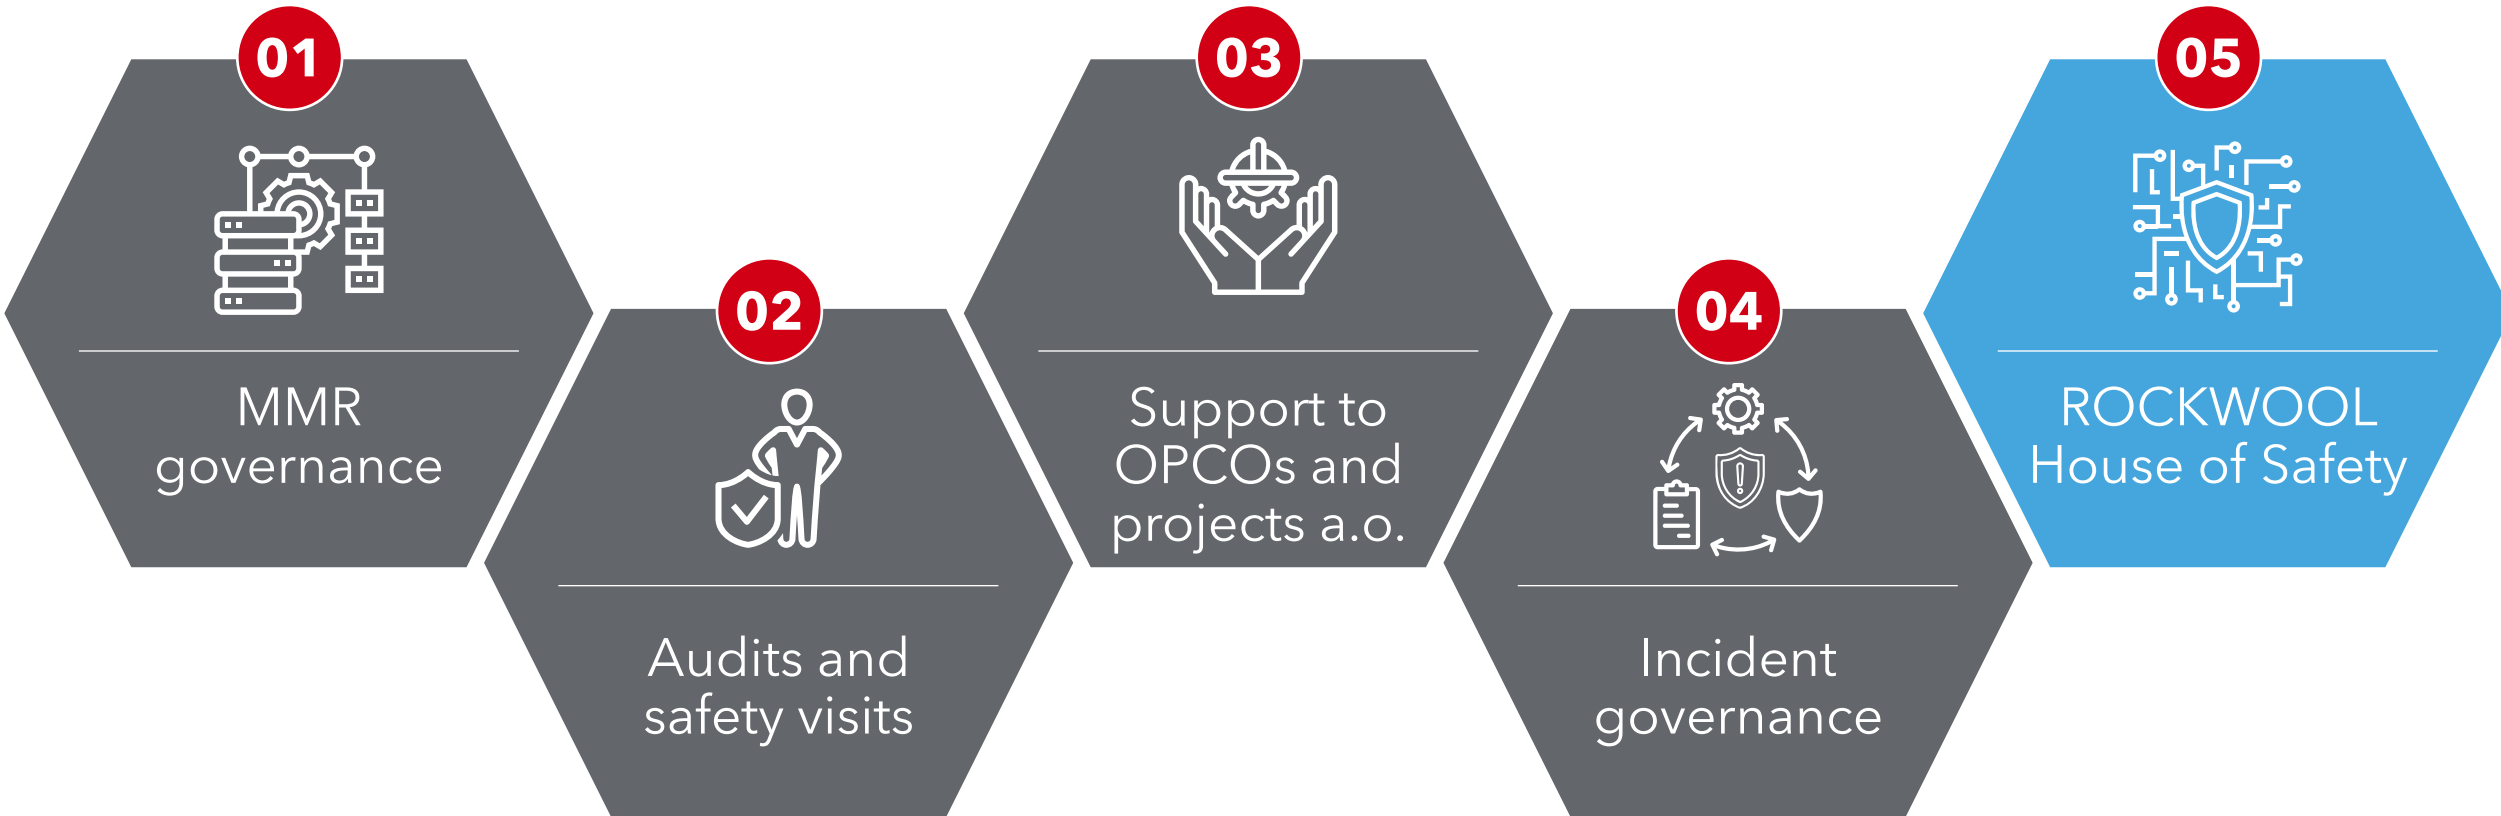 01
MMR
governance
02
Audits and
safety visits
03
Support to
OPCOs and
projects a.o.
04
Incident
governance
05
ROCKWOOL
House of Safety